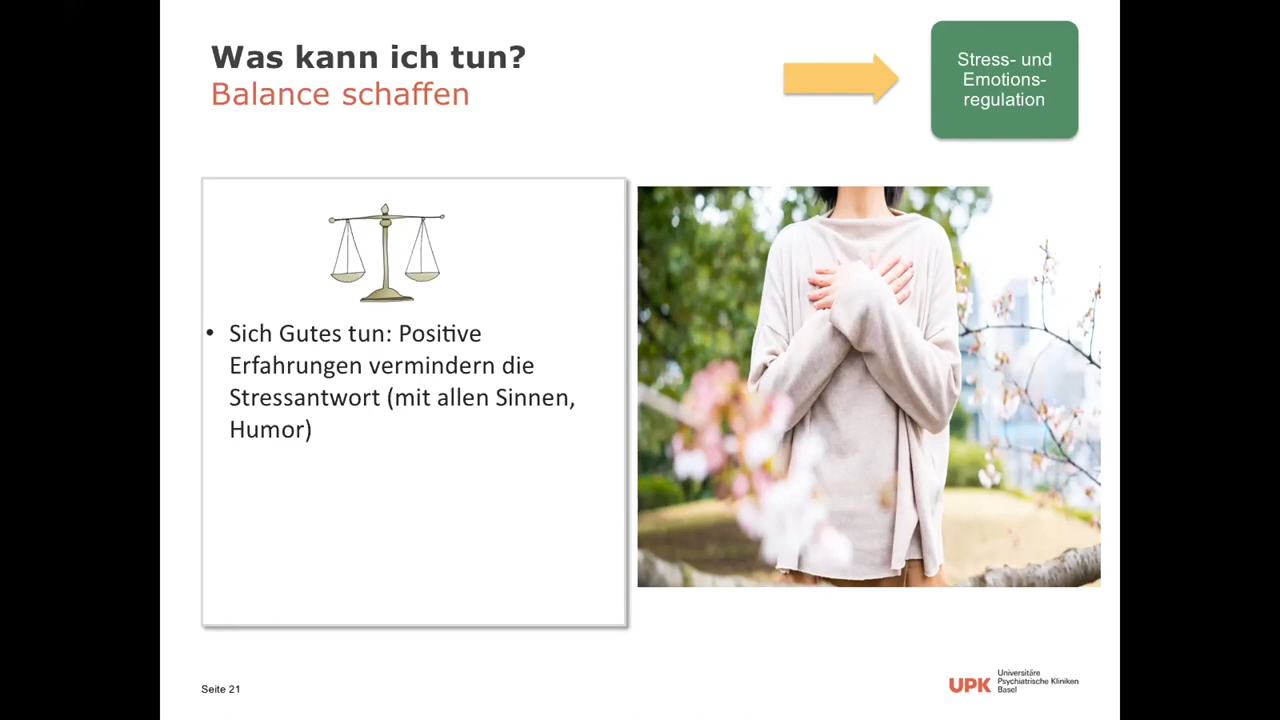 Was kann ich tun?
Balance schaffen
Stress- und
Emotions-
regulation
• Sich Gutes tun: Positive
Erfahrungen vermindern die
Stressantwort (mit allen Sinnen,
Humor)
Seite 21
UPK
Universitäre
Psychiatrische Kliniken
Basel